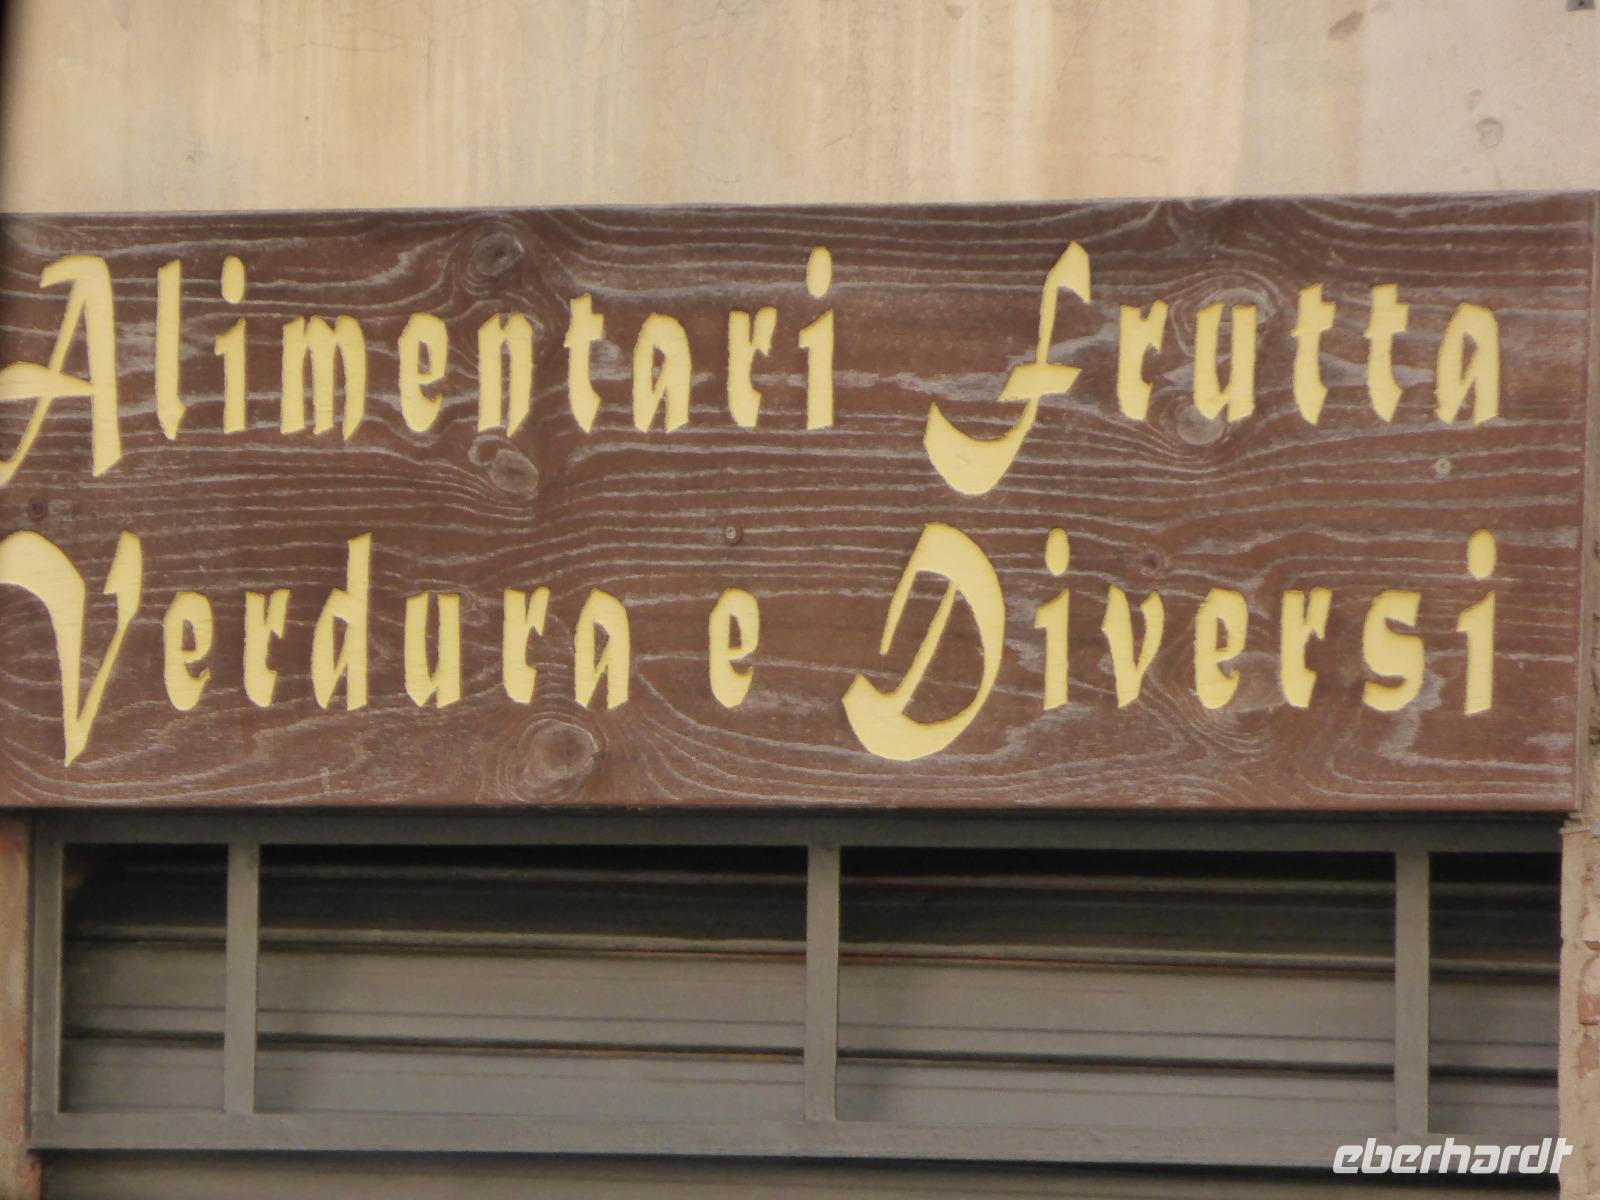 Alimentari Frutta
Verdura e Diversi
eberhardt